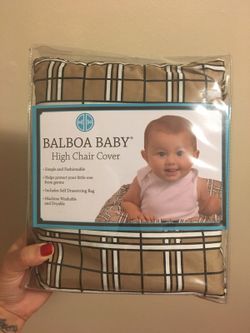 BALBOA BABY®
High Chair Cover
• Simple and Fashionable
• Helps protect your little one
from germs
• Includes Self Drawstring Bag
• Machine Washable
and Dryable